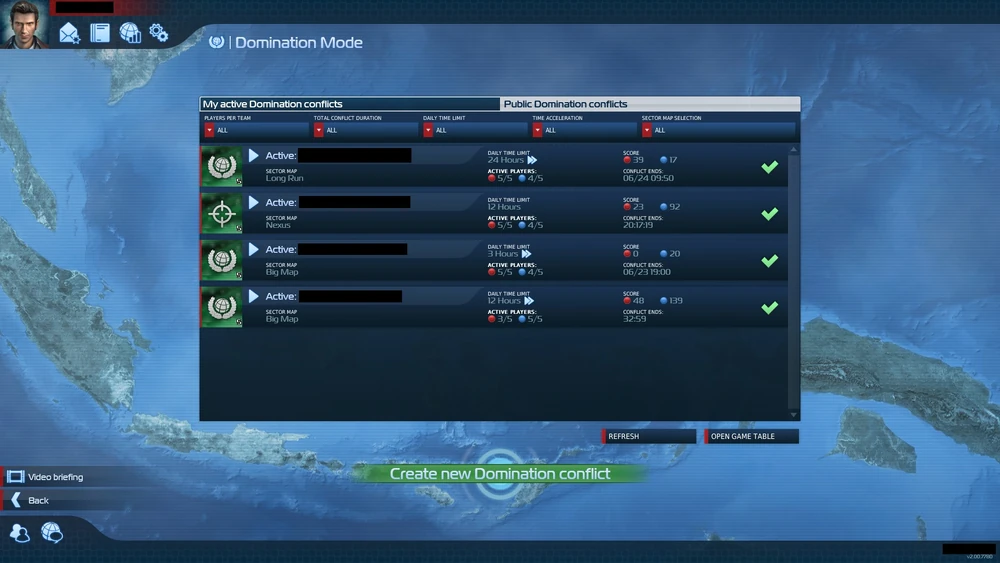 Domination Mode
My active Domination conflicts
Public Domination conflicts
PLAYERS PER TEAM
TOTAL CONFLICT DURATION
DAILY TIME LIMIT
TIME ACCELERATION
SECTOR MAP SELECTION
ALL
ALL
ALL
ALL
ALL
Active:
SECTOR MAP
Long Run
DAILY TIME LIMIT
24 Hours
ACTIVE PLAYERS:
5/5 4/5
SCORE
39 17
CONFLICT ENDS:
06/24 09:50
Active:
SECTOR MAP
Nexus
DAILY TIME LIMIT
12 Hours
ACTIVE PLAYERS:
5/5 4/5
SCORE
23 92
CONFLICT ENDS:
20:17:19
Active:
SECTOR MAP
Big Map
DAILY TIME LIMIT
3 Hours
ACTIVE PLAYERS:
5/5 4/5
SCORE
0 20
CONFLICT ENDS:
06/23 19:00
Active:
SECTOR MAP
Big Map
DAILY TIME LIMIT
12 Hours
ACTIVE PLAYERS:
3/5 5/5
SCORE
48 139
CONFLICT ENDS:
32:59
REFRESH
OPEN GAME TABLE
Create new Domination conflict
Video briefing
Back